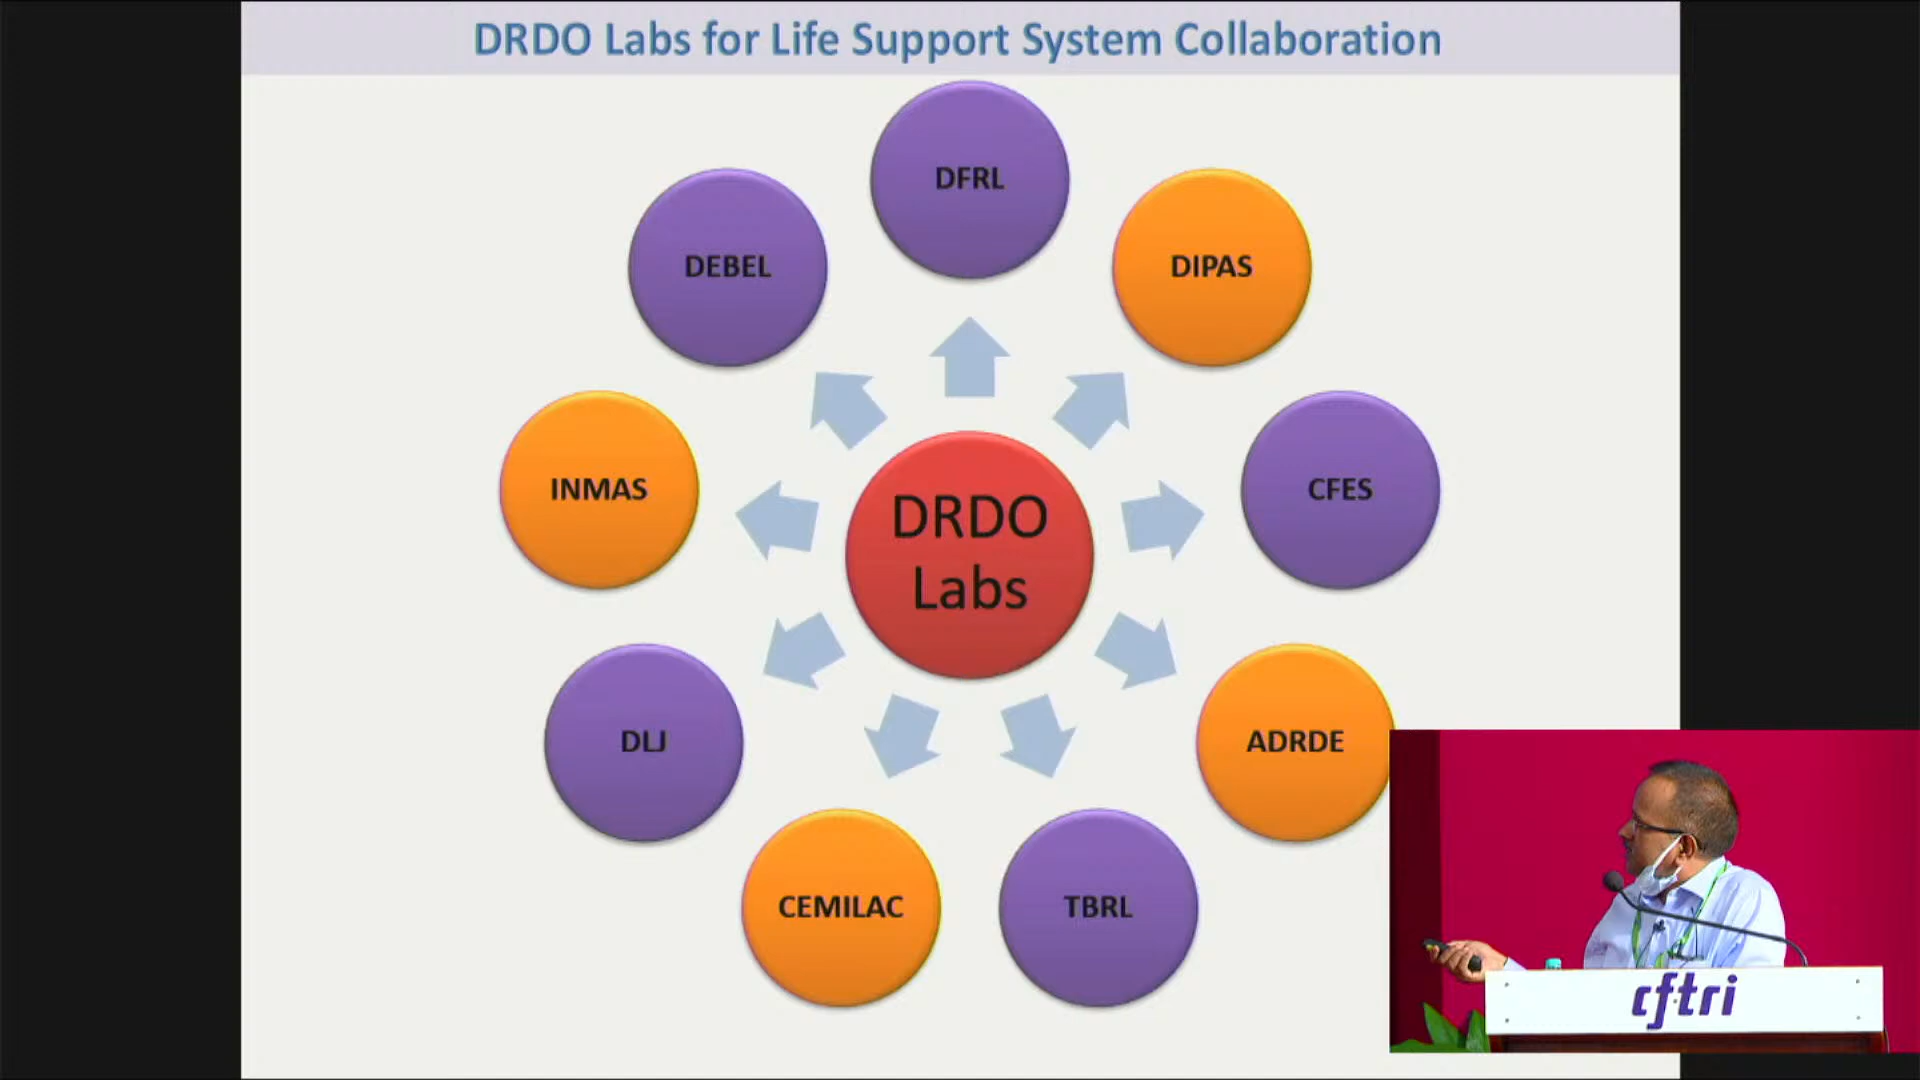 DRDO Labs for Life Support System Collaboration
DFRL
DEBEL
DIPAS
INMAS
CFES
DRDO
Labs
DLJ
ADRDE
CEMILAC
TBRL
cftri